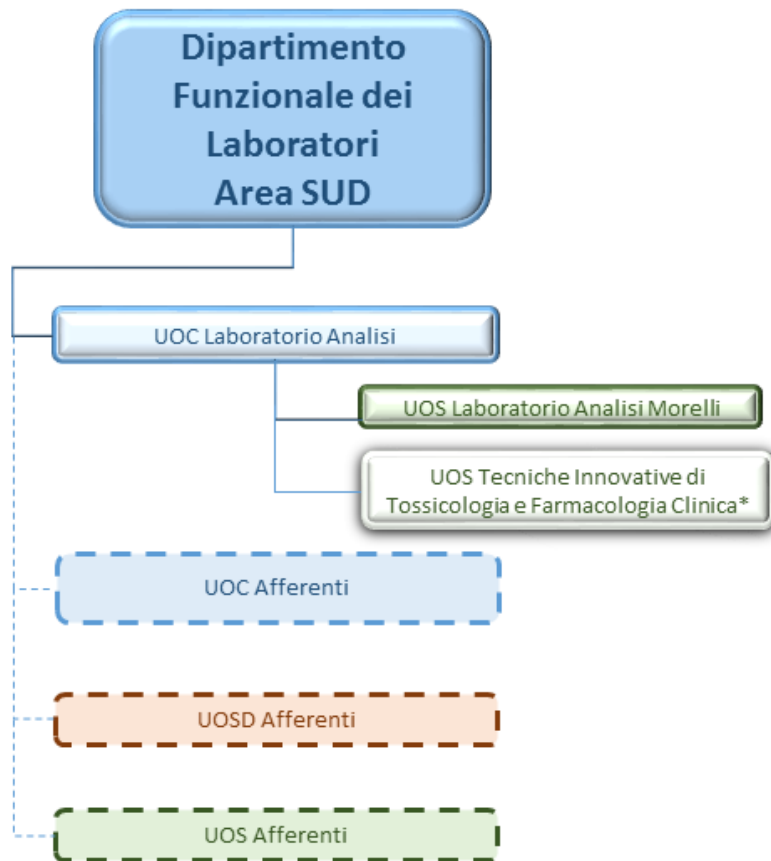 Dipartimento
Funzionale dei
Laboratori
Area SUD
UOC Laboratorio Analisi
UOS Laboratorio Analisi Morelli
UOS Tecniche Innovative di
Tossicologia e Farmacologia Clinica*
UOC Afferenti
UOSD Afferenti
UOS Afferenti